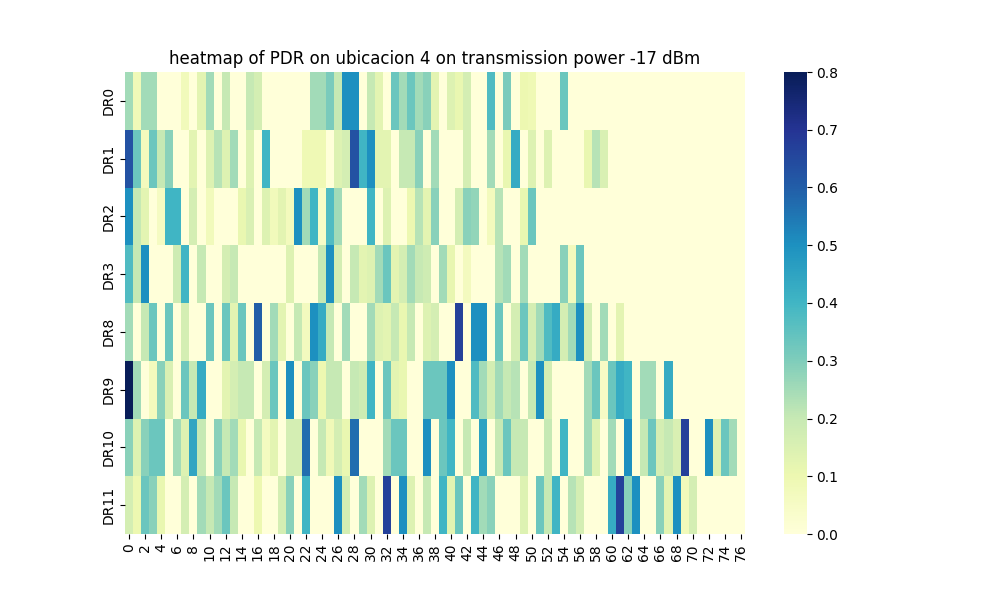 heatmap of PDR on ubicacion 4 on transmission power -17 dBm
DR0
DR1
DR2
DR3
DR8
DR9
DR10
DR11
0 2 4 6 8 10 12 14 16 18 20 22 24 26 28 30 32 34 36 38 40 42 44 46 48 50 52 54 56 58 60 62 64 66 68 70 72 74 76
0.8
0.7
0.6
0.5
0.4
0.3
0.2
0.1
0.0